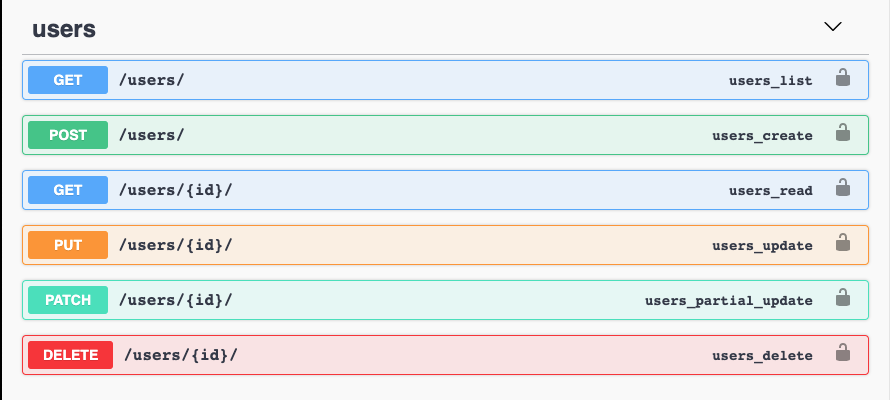 users
GET /users/ users_list
POST /users/ users_create
GET /users/{id}/ users_read
PUT /users/{id}/ users_update
PATCH /users/{id}/ users_partial_update
DELETE /users/{id}/ users_delete